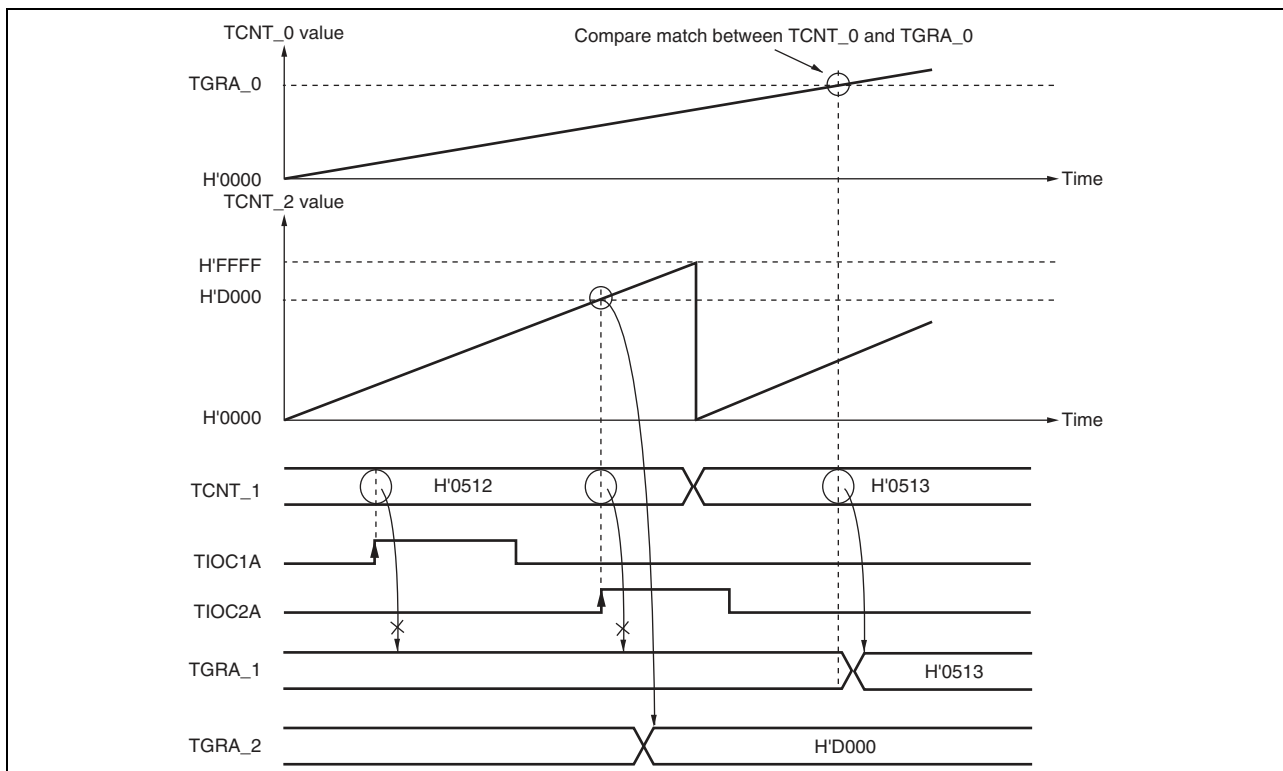 TCNT_0 value
Compare match between TCNT_0 and TGRA_0
TGRA_0
H'0000
Time
TCNT_2 value
H'FFFF
H'D000
H'0000
Time
TCNT_1
H'0512
H'0513
TIOC1A
TIOC2A
TGRA_1
H'0513
TGRA_2
H'D000